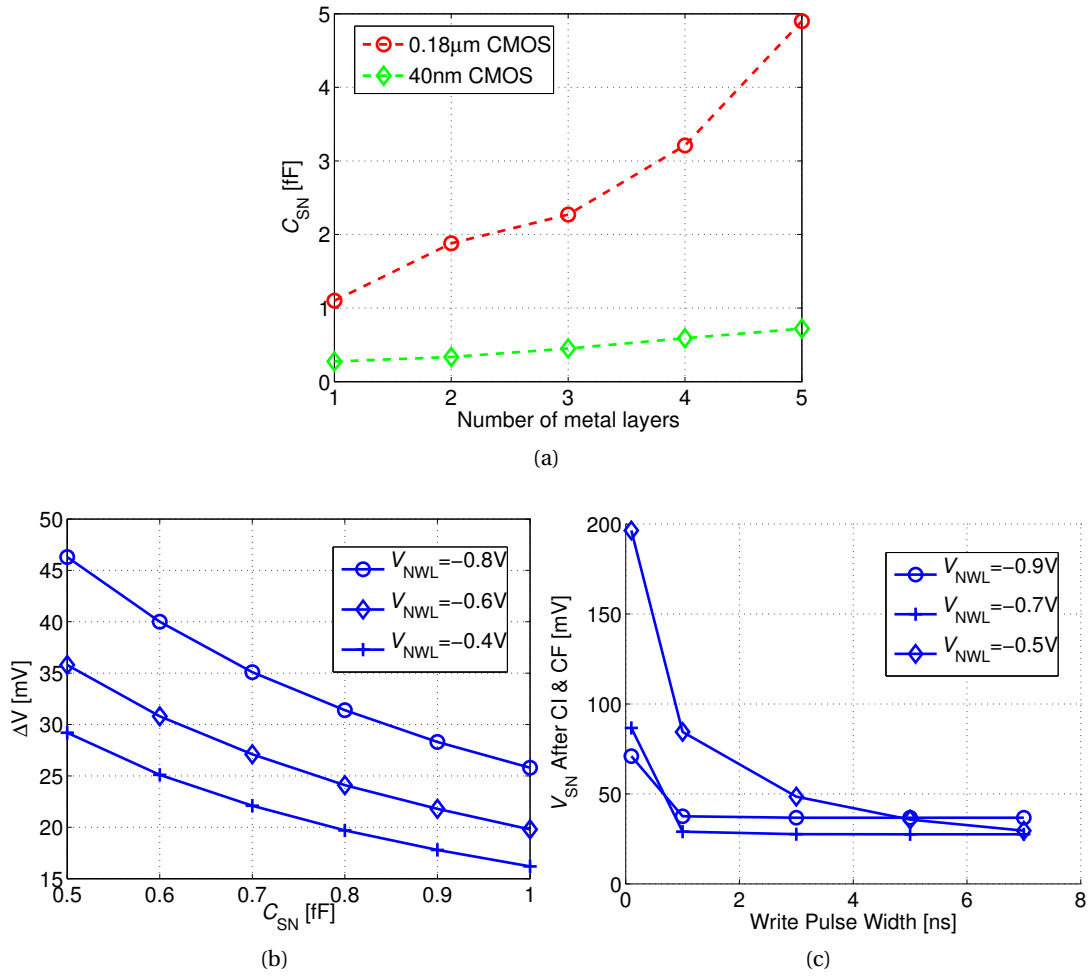 5
4
3
2
1
0
C_SN [fF]
0.18μm CMOS
40nm CMOS
1 2 3 4 5
Number of metal layers
(a)
50
45
40
35
30
25
20
15
ΔV [mV]
V_NWL=−0.8V
V_NWL=−0.6V
V_NWL=−0.4V
0.5 0.6 0.7 0.8 0.9 1
C_SN [fF]
(b)
200
150
100
50
0
V_SN After CI & CF [mV]
V_NWL=−0.9V
V_NWL=−0.7V
V_NWL=−0.5V
0 2 4 6 8
Write Pulse Width [ns]
(c)